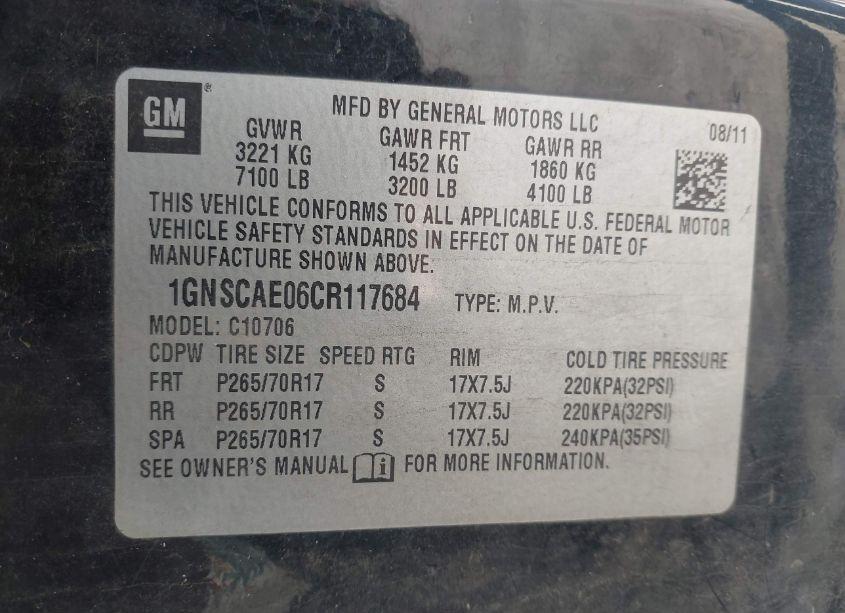 GM
MFD BY GENERAL MOTORS LLC
08/11
GVWR GAWR FRT GAWR RR
3221 KG 1452 KG 1860 KG
7100 LB 3200 LB 4100 LB
THIS VEHICLE CONFORMS TO ALL APPLICABLE U.S. FEDERAL MOTOR
VEHICLE SAFETY STANDARDS IN EFFECT ON THE DATE OF
MANUFACTURE SHOWN ABOVE.
1GNSCAE06CR117684 TYPE: M.P.V.
MODEL: C10706
CDPW TIRE SIZE SPEED RTG RIM COLD TIRE PRESSURE
FRT P265/70R17 S 17X7.5J 220KPA(32PSI)
RR P265/70R17 S 17X7.5J 220KPA(32PSI)
SPA P265/70R17 S 17X7.5J 240KPA(35PSI)
SEE OWNER'S MANUAL i FOR MORE INFORMATION.